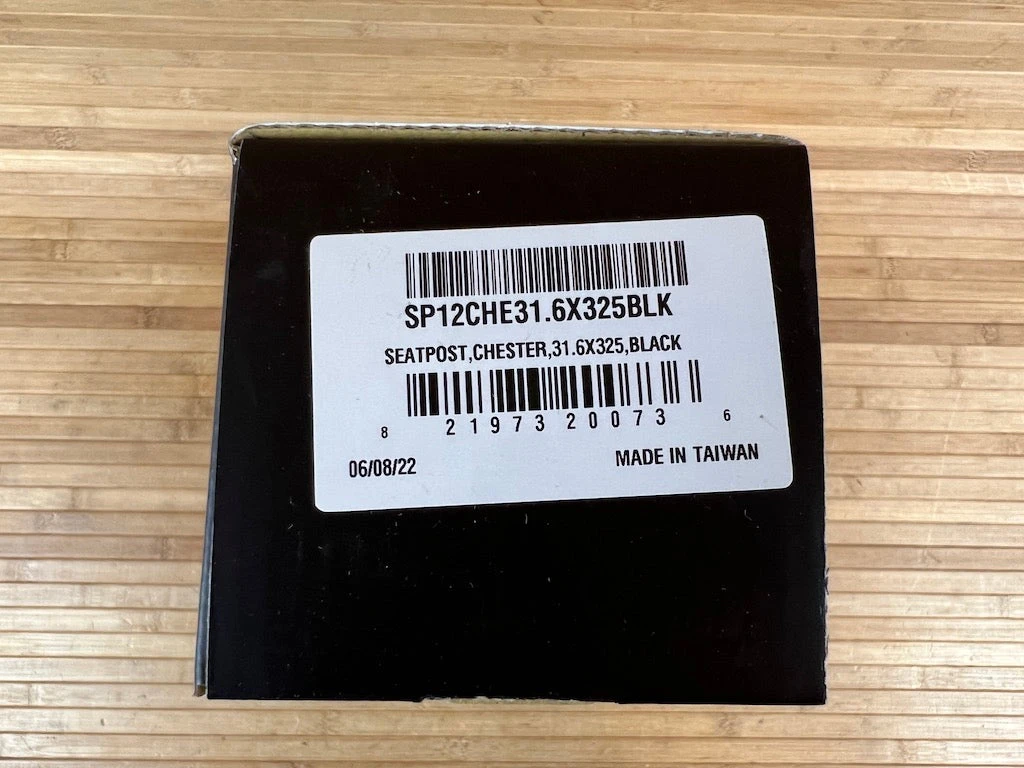 SP12CHE31.6X325BLK
SEATPOST,CHESTER,31.6X325,BLACK
8 21973 20073 6
06/08/22 MADE IN TAIWAN